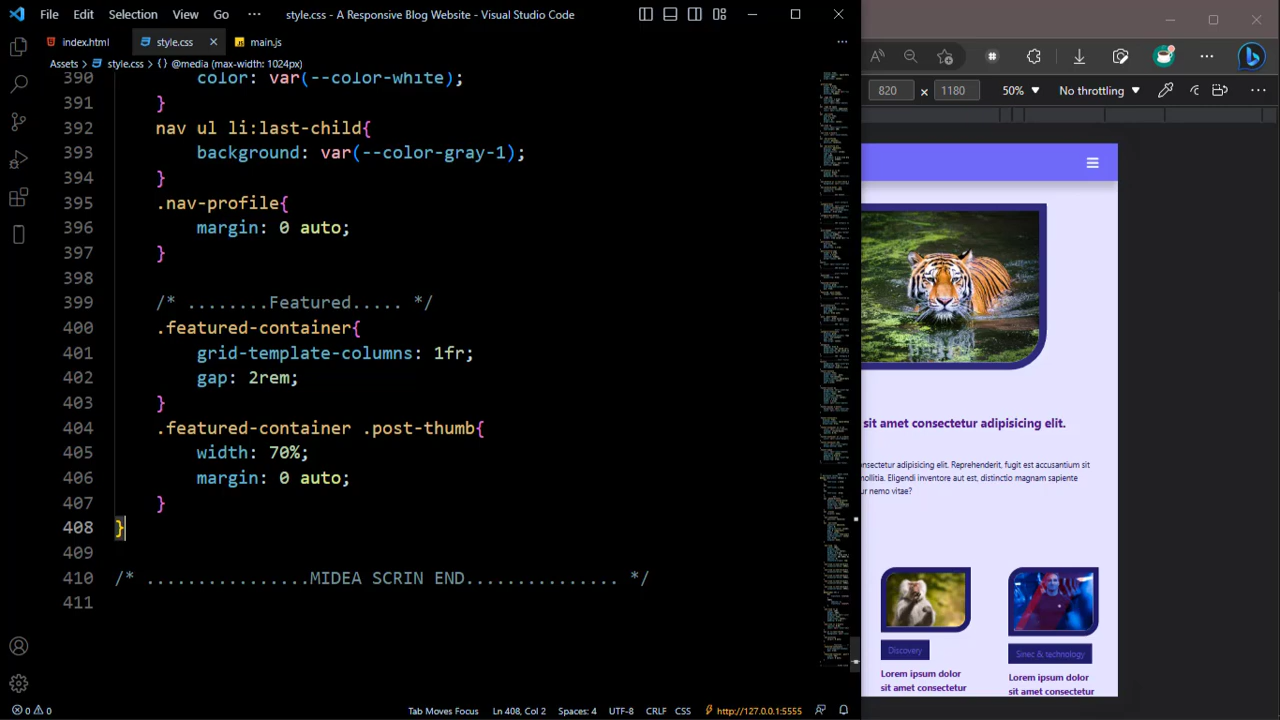 File Edit Selection View Go ··· style.css - A Responsive Blog Website - Visual Studio Code
index.html style.css main.js
Assets > style.css > { } @media (max-width: 1024px)
390 color: var(--color-white);
391 }
392 nav ul li:last-child{
393 background: var(--color-gray-1);
394 }
395 .nav-profile{
396 margin: 0 auto;
397 }
398
399 /* ........Featured..... */
400 .featured-container{
401 grid-template-columns: 1fr;
402 gap: 2rem;
403 }
404 .featured-container .post-thumb{
405 width: 70%;
406 margin: 0 auto;
407 }
408 }
409
410 /* ................MIDEA SCRIN END............... */
411
0 0 Tab Moves Focus Ln 408, Col 2 Spaces: 4 UTF-8 CRLF CSS http://127.0.0.1:5555
820 × 1180 50% No throttling
sit amet consectetur adipisicing elit.
onsectetur adipisicing elit. Reprehenderit, fugit est accusantium sit
mollitia. Eligendi inventore aut est, distinctio magnam sapiente
ur nemo vitae?
Discovery
Lorem ipsum dolor
sit amet consectetur
Sinec & technology
Lorem ipsum dolor
sit amet consectetur